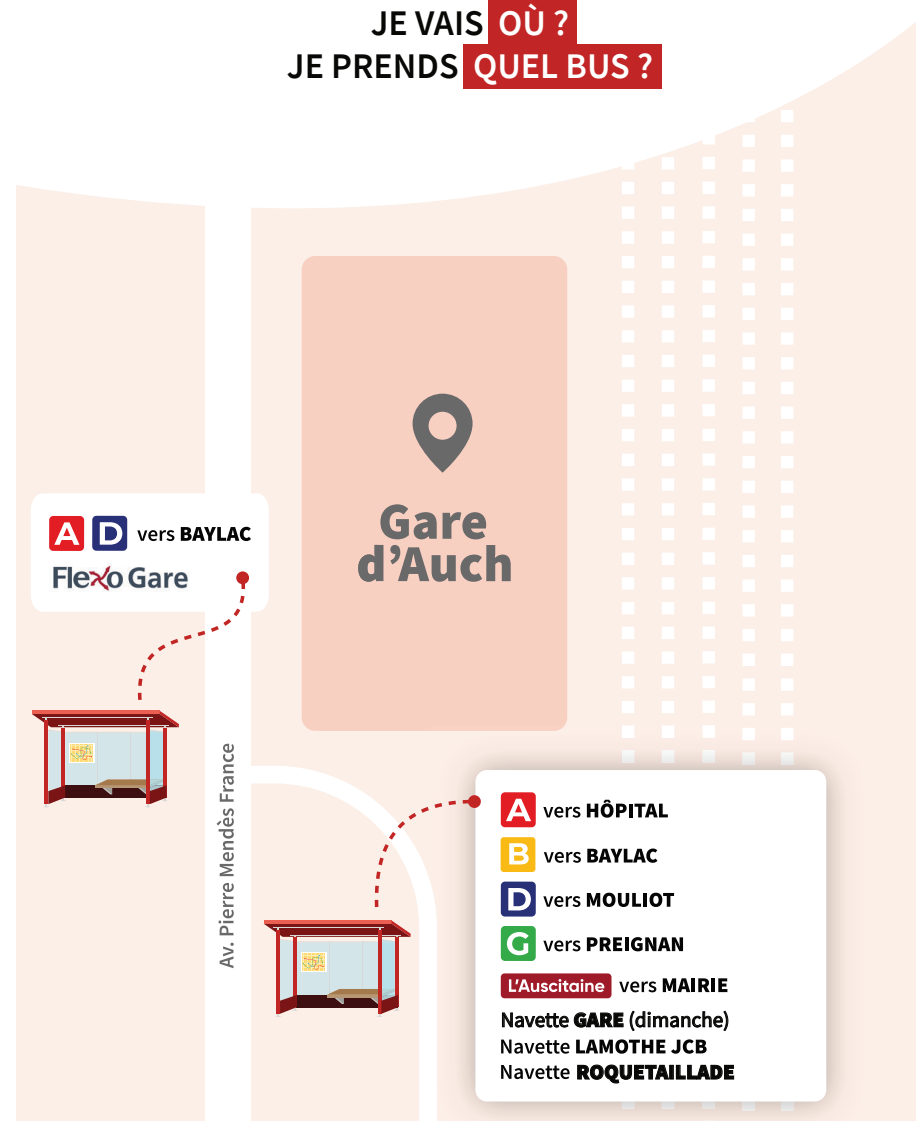 JE VAIS OÙ ?
JE PRENDS QUEL BUS ?
Gare
d'Auch
A D vers BAYLAC
Flexo Gare
Av. Pierre Mendès France
A vers HÔPITAL
B vers BAYLAC
D vers MOULIOT
G vers PREIGNAN
L'Auscitaine vers MAIRIE
Navette GARE (dimanche)
Navette LAMOTHE JCB
Navette ROQUETAILLADE